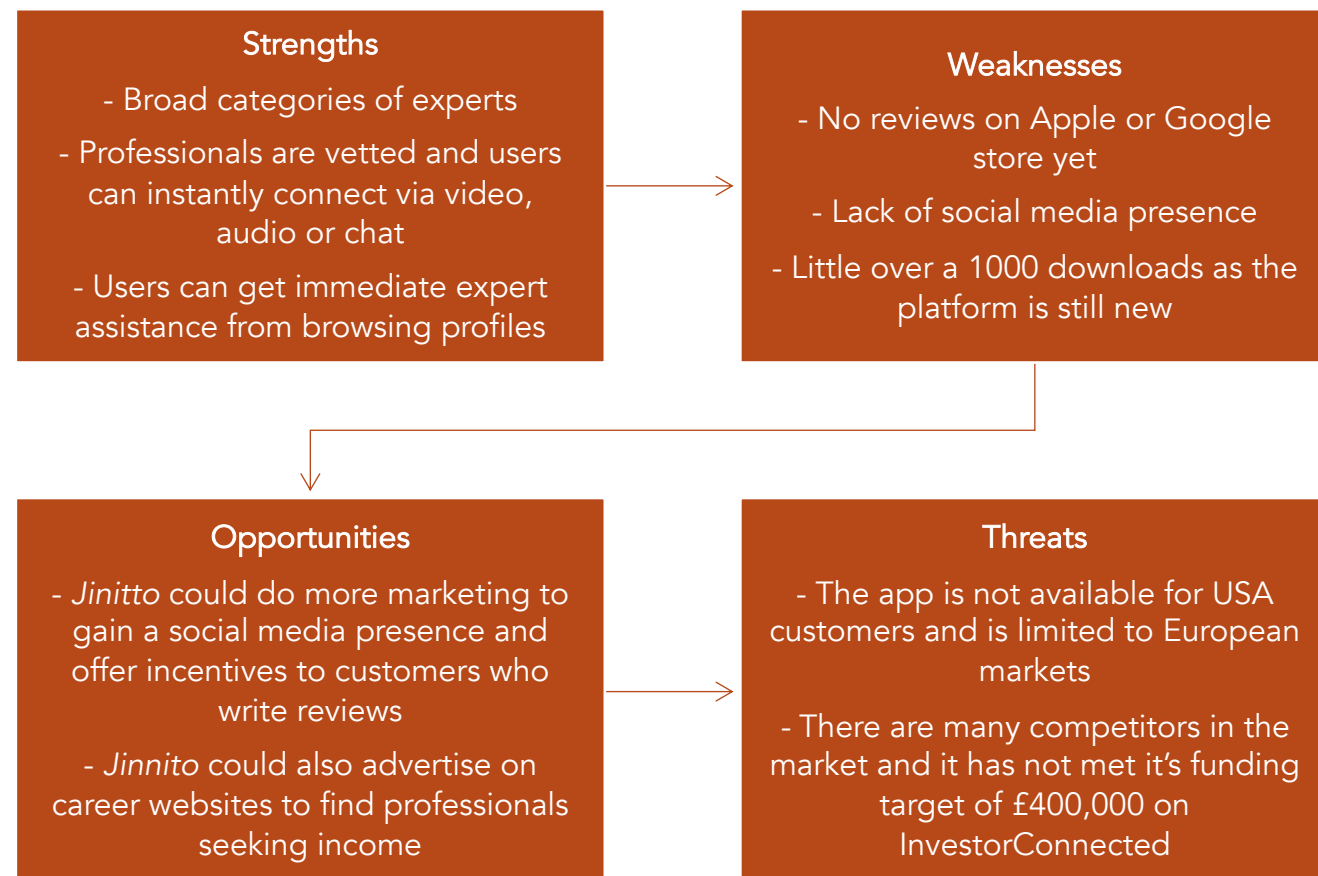 Strengths
- Broad categories of experts
- Professionals are vetted and users
can instantly connect via video,
audio or chat
- Users can get immediate expert
assistance from browsing profiles
Weaknesses
- No reviews on Apple or Google
store yet
- Lack of social media presence
- Little over a 1000 downloads as the
platform is still new
Opportunities
- Jinitto could do more marketing to
gain a social media presence and
offer incentives to customers who
write reviews
- Jinnito could also advertise on
career websites to find professionals
seeking income
Threats
- The app is not available for USA
customers and is limited to European
markets
- There are many competitors in the
market and it has not met it's funding
target of £400,000 on
InvestorConnected